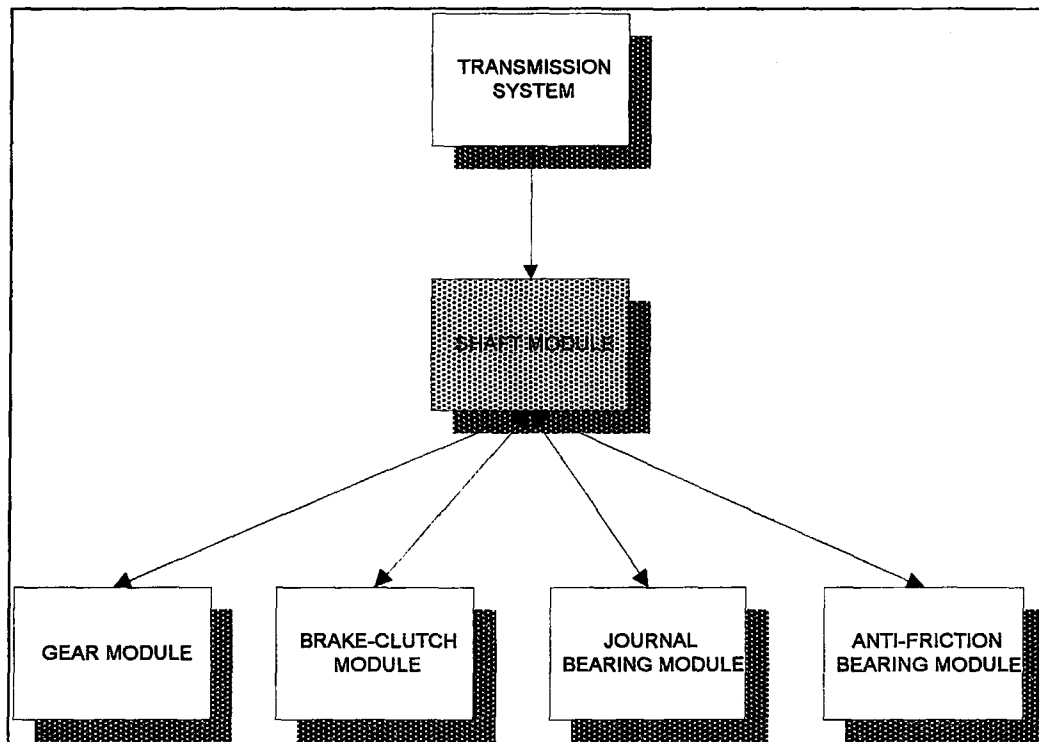 TRANSMISSION
SYSTEM
SHAFT MODULE
GEAR MODULE
BRAKE-CLUTCH
MODULE
JOURNAL
BEARING MODULE
ANTI-FRICTION
BEARING MODULE